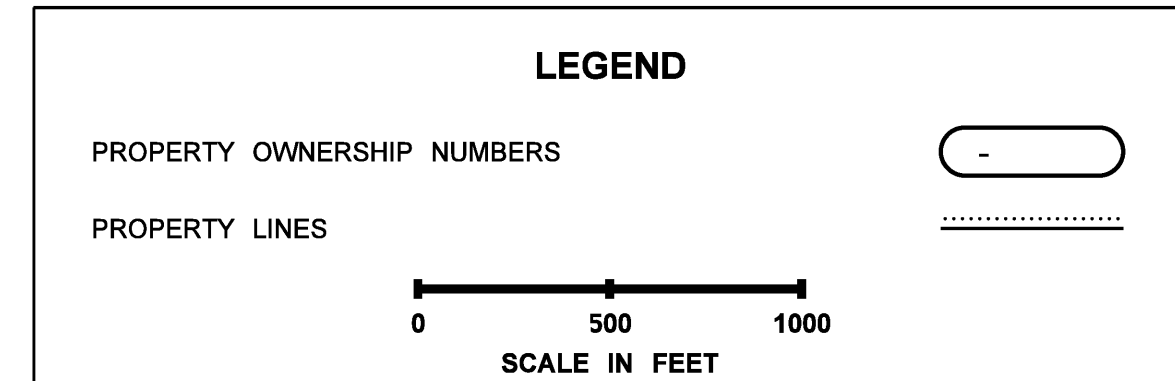 LEGEND
PROPERTY OWNERSHIP NUMBERS -
PROPERTY LINES
0 500 1000
SCALE IN FEET